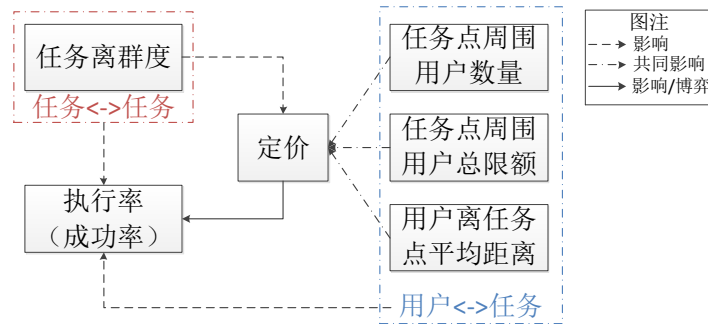 任务离群度
任务<->任务
执行率
（成功率）
定价
任务点周围
用户数量
任务点周围
用户总限额
用户离任务
点平均距离
用户<->任务
图注
影响
共同影响
影响/博弈